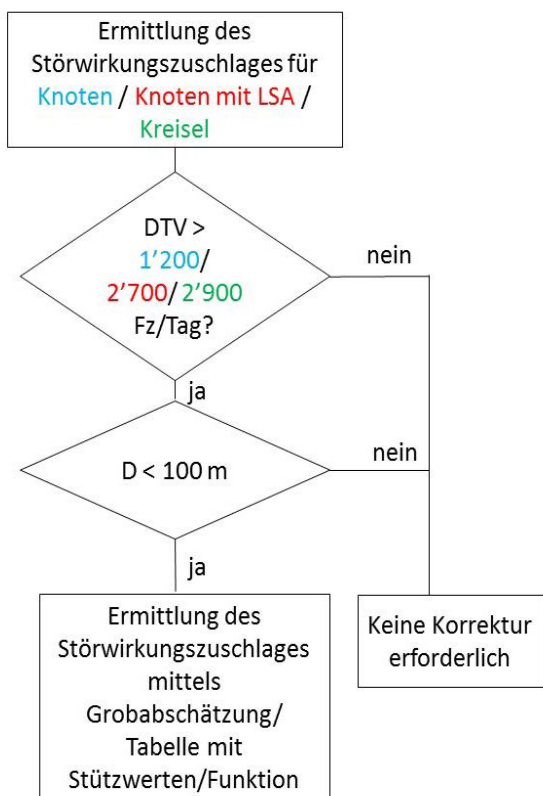 Ermittlung des
Störwirkungszuschlages für
Knoten / Knoten mit LSA /
Kreisel
DTV >
1’200/
2’700/ 2’900
Fz/Tag?
nein
ja
D < 100 m
nein
ja
Ermittlung des
Störwirkungszuschlages
mittels
Grobabschätzung/
Tabelle mit
Stützwerten/Funktion
Keine Korrektur
erforderlich